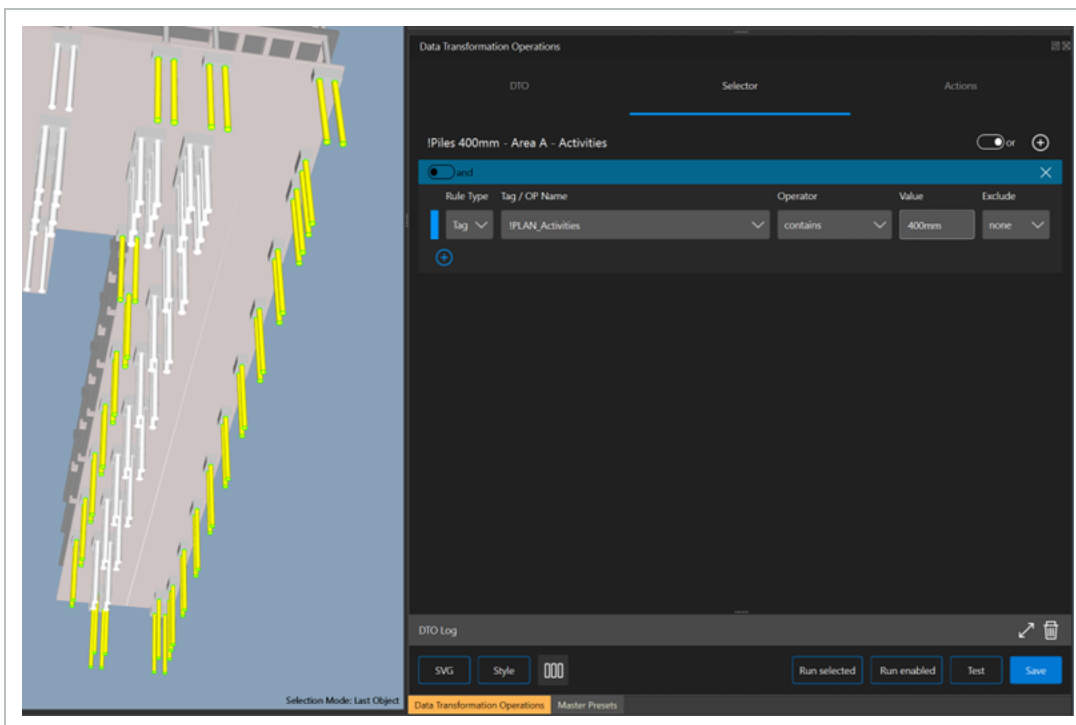 Data Transformation Operations
DTO Selector Actions
!Piles 400mm - Area A - Activities or
and
Rule Type Tag / OP Name Operator Value Exclude
Tag !PLAN_Activities contains 400mm none
DTO Log
SVG Style Run selected Run enabled Test Save
Selection Mode: Last Object
Data Transformation Operations Master Presets